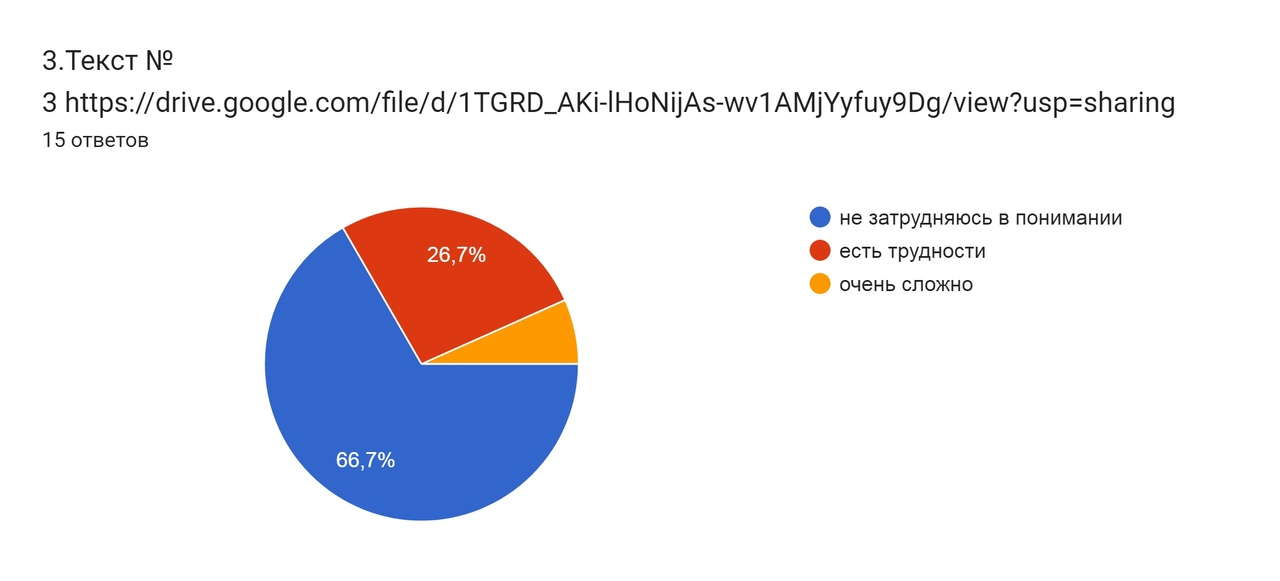 3.Текст №
3 https://drive.google.com/file/d/1TGRD_AKi-lHoNijAs-wv1AMjYyfuy9Dg/view?usp=sharing
15 ответов
не затрудняюсь в понимании
есть трудности
очень сложно
26,7%
66,7%